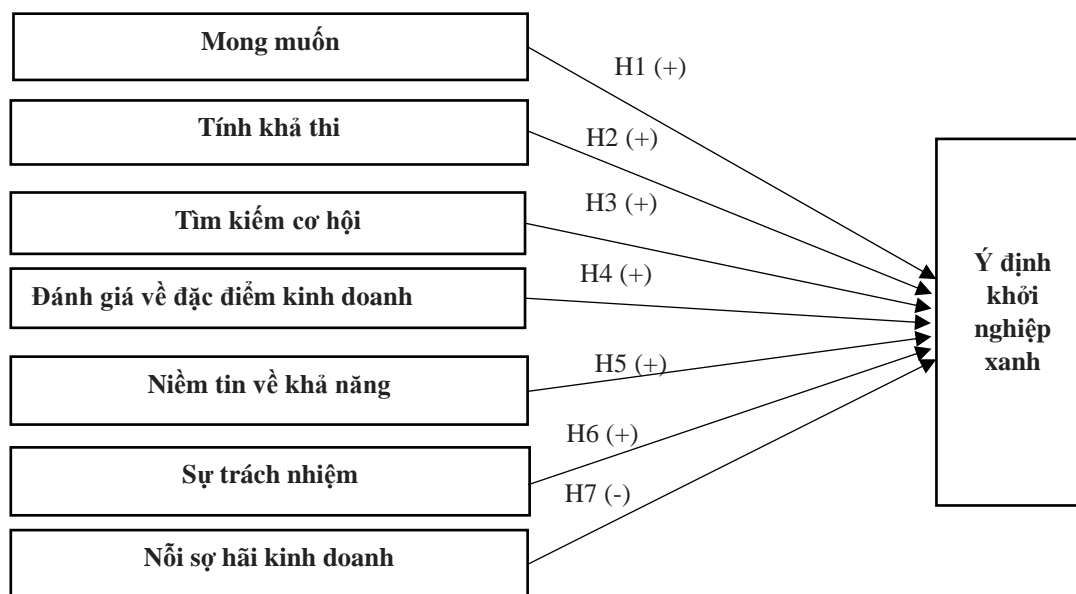 Mong muốn
H1 (+)
Tính khả thi
H2 (+)
Tìm kiếm cơ hội
H3 (+)
Đánh giá về đặc điểm kinh doanh
H4 (+)
Niềm tin về khả năng
H5 (+)
Sự trách nhiệm
H6 (+)
Nỗi sợ hãi kinh doanh
H7 (-)
Ý định
khởi
nghiệp
xanh